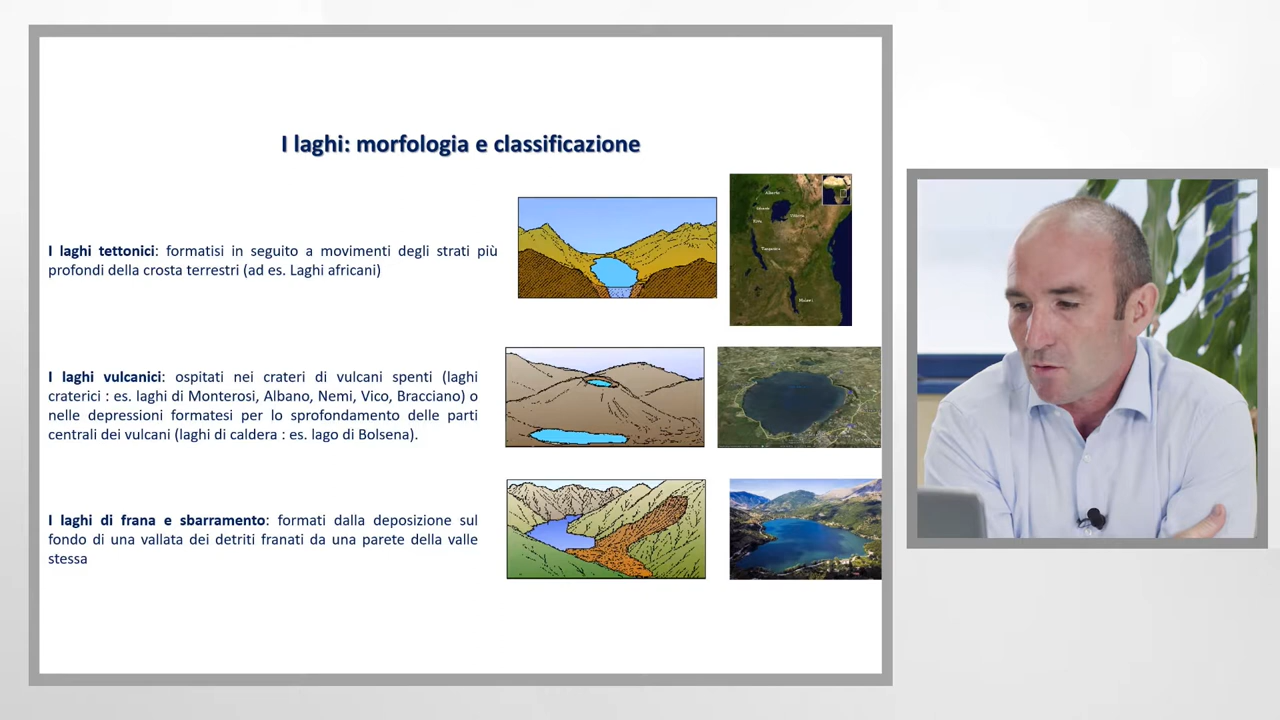 I laghi: morfologia e classificazione
I laghi tettonici: formatisi in seguito a movimenti degli strati più
profondi della crosta terrestri (ad es. Laghi africani)
I laghi vulcanici: ospitati nei crateri di vulcani spenti (laghi
craterici : es. laghi di Monterosi, Albano, Nemi, Vico, Bracciano) o
nelle depressioni formatesi per lo sprofondamento delle parti
centrali dei vulcani (laghi di caldera : es. lago di Bolsena).
I laghi di frana e sbarramento: formati dalla deposizione sul
fondo di una vallata dei detriti franati da una parete della valle
stessa